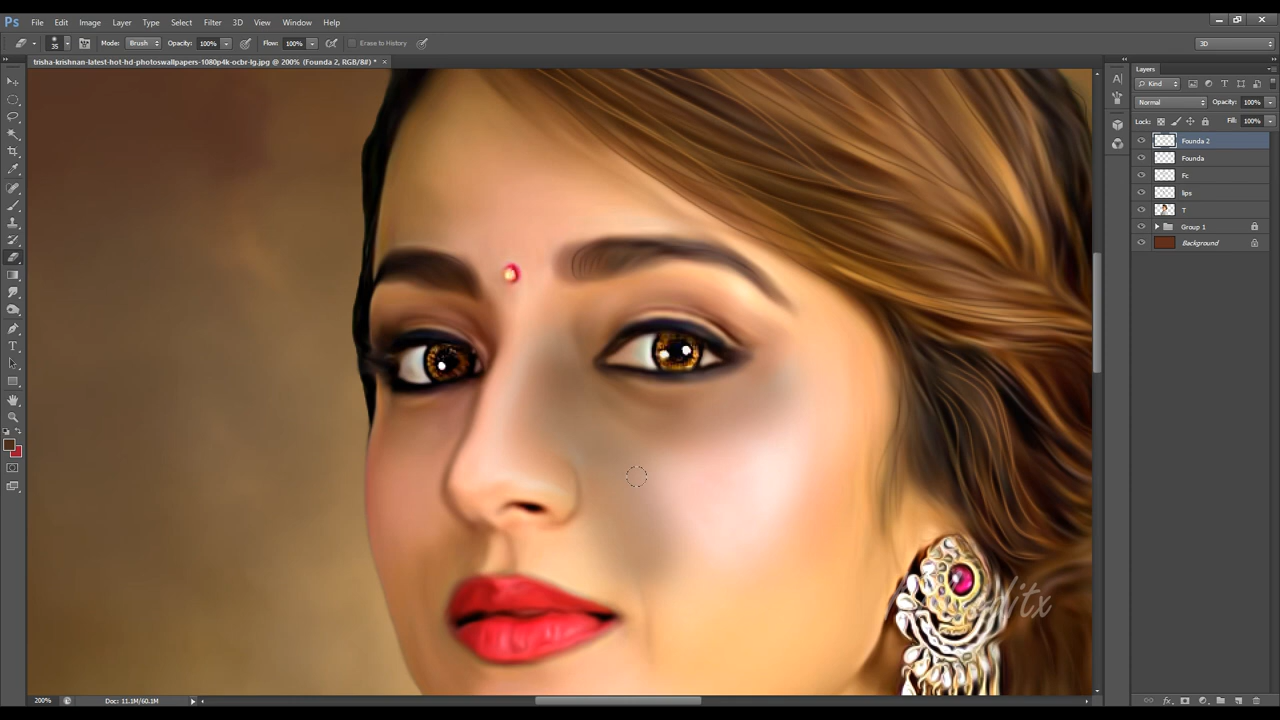 Ps File Edit Image Layer Type Select Filter 3D View Window Help
35 Mode: Brush Opacity: 100% Flow: 100% Erase to History 3D
trisha-krishnan-latest-hot-hd-photoswallpapers-1080p4k-ocbr-lg.jpg @ 200% (Founda 2, RGB/8#) * ×
Layers
Kind
Normal Opacity: 100%
Lock: Fill: 100%
Founda 2
Founda
Fc
lips
T
Group 1
Background
200% Doc: 11.1M/60.1M